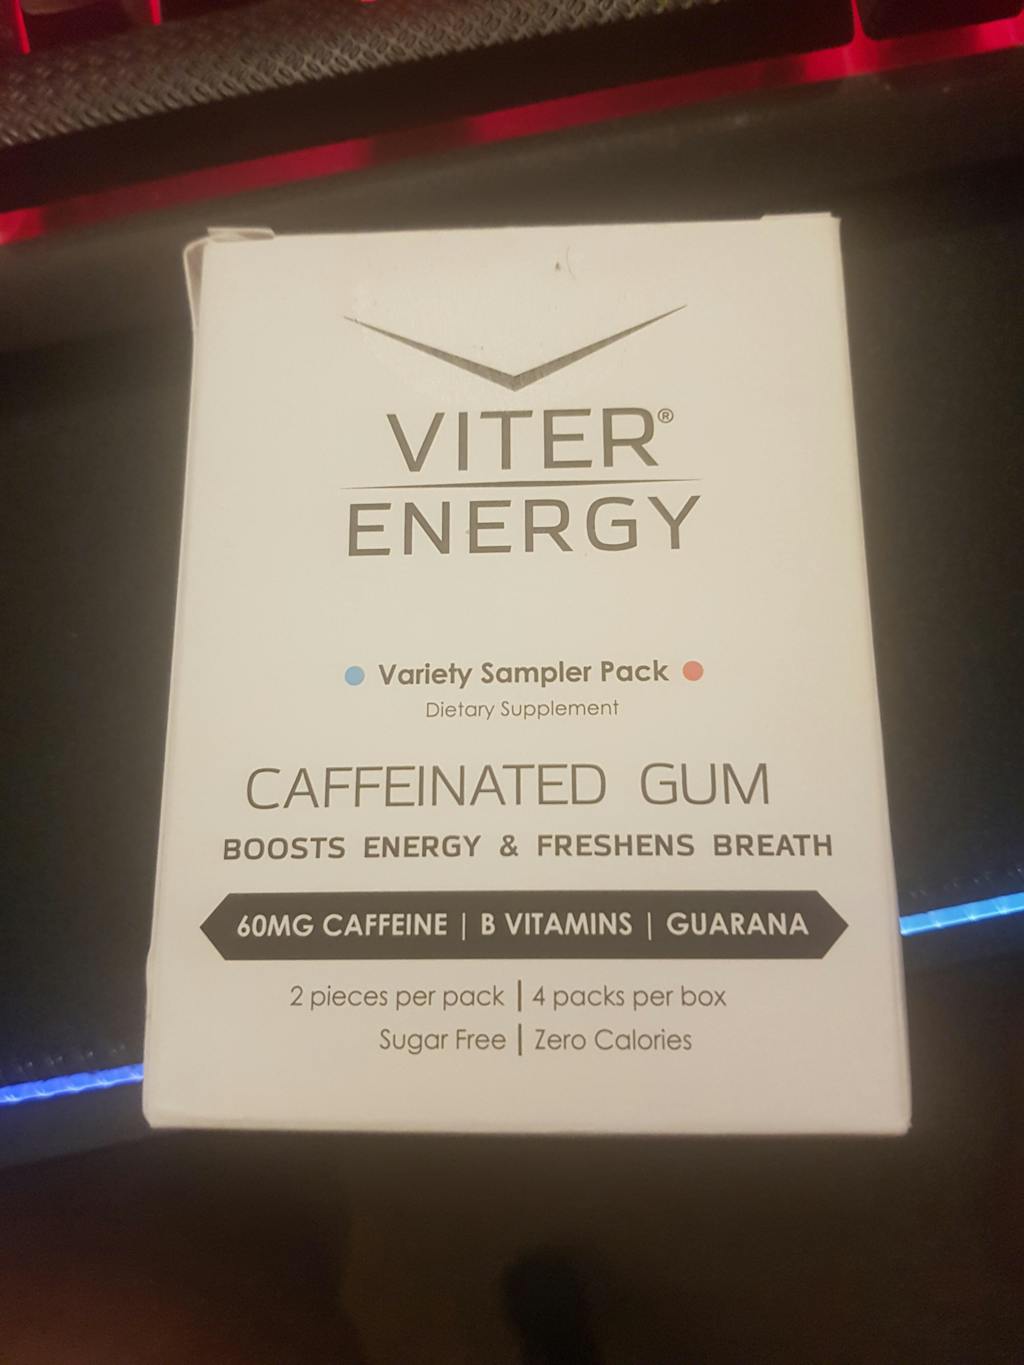 VITER®
ENERGY
Variety Sampler Pack
Dietary Supplement
CAFFEINATED GUM
BOOSTS ENERGY & FRESHENS BREATH
60MG CAFFEINE | B VITAMINS | GUARANA
2 pieces per pack | 4 packs per box
Sugar Free | Zero Calories